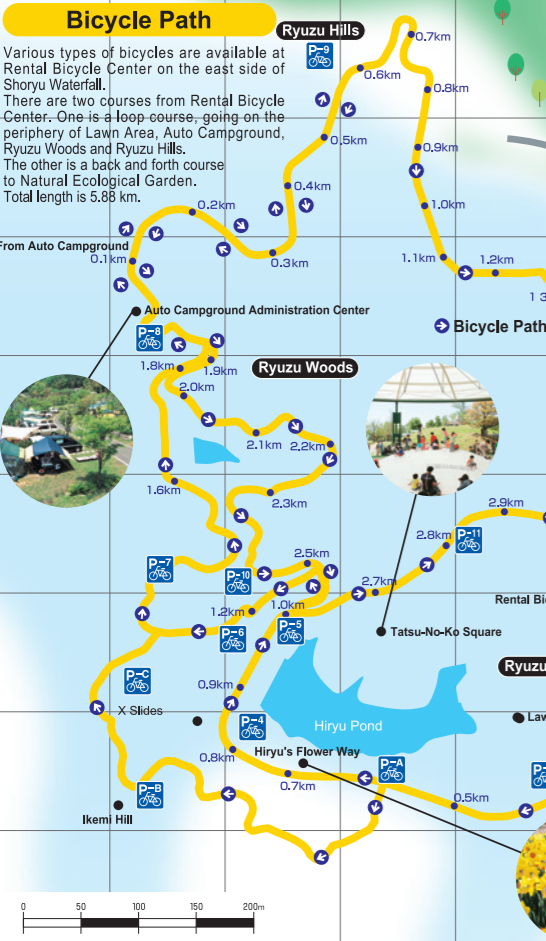 Bicycle Path
Various types of bicycles are available at
Rental Bicycle Center on the east side of
Shoryu Waterfall.
There are two courses from Rental Bicycle
Center. One is a loop course, going on the
periphery of Lawn Area, Auto Campground,
Ryuzu Woods and Ryuzu Hills.
The other is a back and forth course
to Natural Ecological Garden.
Total length is 5.88 km.
Ryuzu Hills
P-9
0.7km
0.6km
0.8km
0.5km
0.9km
0.4km
0.2km
1.0km
From Auto Campground
0.1km
0.3km
1.1km
1.2km
1 3
Auto Campground Administration Center
Bicycle Path
P-8
1.8km
1.9km
Ryuzu Woods
2.0km
2.1km
2.2km
1.6km
2.3km
2.9km
2.8km
P-11
2.5km
P-7
P-10
2.7km
1.2km
1.0km
Rental Bi
P-6
P-5
Tatsu-No-Ko Square
Ryuzu
P-C
0.9km
X Slides
P-4
Hiryu Pond
Law
0.8km
Hiryu's Flower Way
P-A
P-
0.7km
P-B
0.5km
Ikemi Hill
0 50 100 150 200m